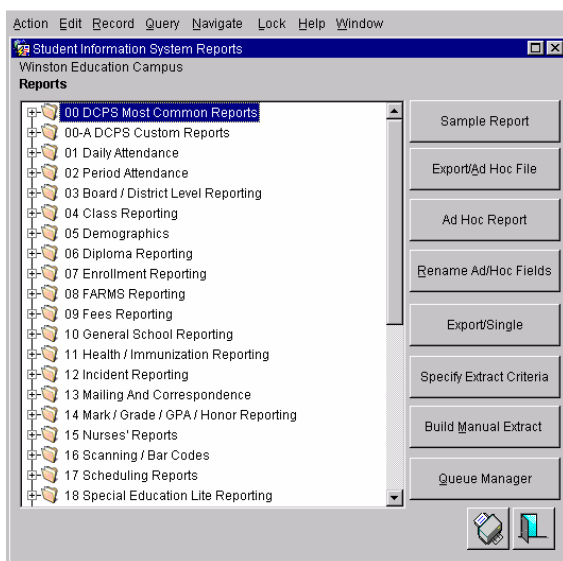 Action Edit Record Query Navigate Lock Help Window
Student Information System Reports
Winston Education Campus
Reports
00 DCPS Most Common Reports
00-A DCPS Custom Reports
01 Daily Attendance
02 Period Attendance
03 Board / District Level Reporting
04 Class Reporting
05 Demographics
06 Diploma Reporting
07 Enrollment Reporting
08 FARMS Reporting
09 Fees Reporting
10 General School Reporting
11 Health / Immunization Reporting
12 Incident Reporting
13 Mailing And Correspondence
14 Mark / Grade / GPA / Honor Reporting
15 Nurses' Reports
16 Scanning / Bar Codes
17 Scheduling Reports
18 Special Education Lite Reporting
Sample Report
Export/Ad Hoc File
Ad Hoc Report
Rename Ad/Hoc Fields
Export/Single
Specify Extract Criteria
Build Manual Extract
Queue Manager